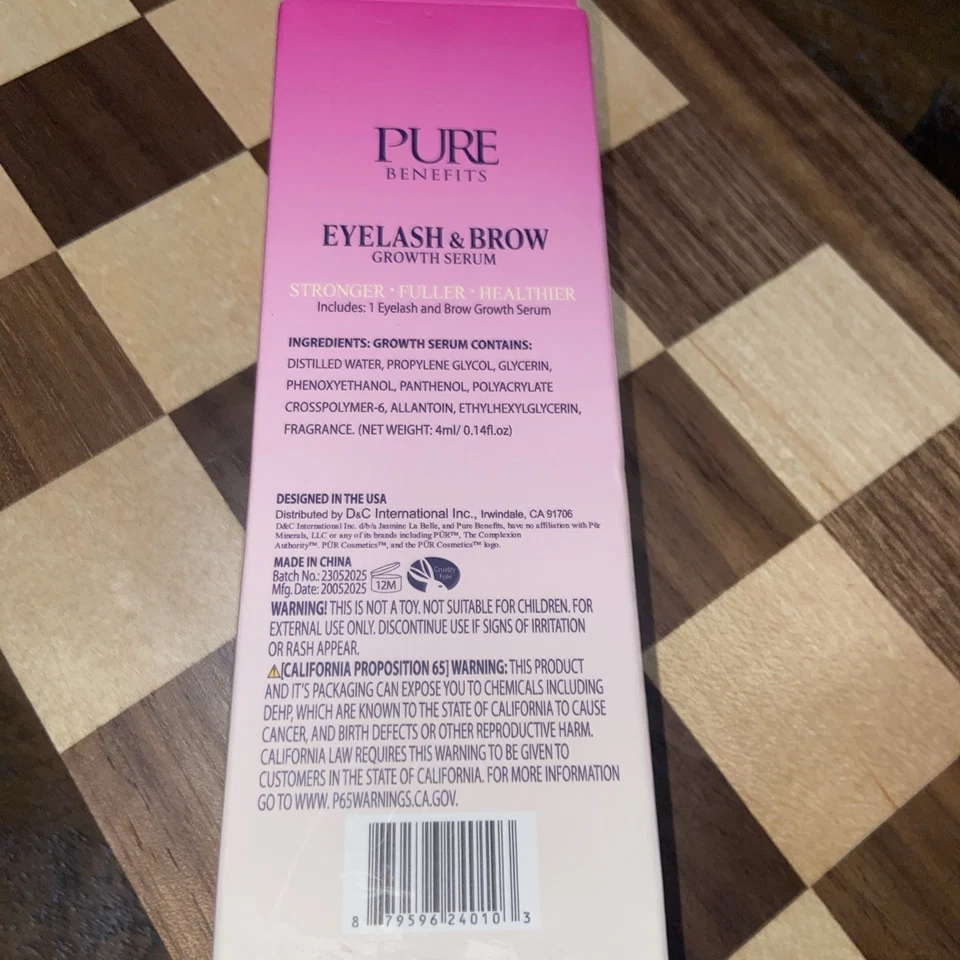 PURE
BENEFITS
EYELASH & BROW
GROWTH SERUM
STRONGER · FULLER · HEALTHIER
Includes: 1 Eyelash and Brow Growth Serum
INGREDIENTS: GROWTH SERUM CONTAINS:
DISTILLED WATER, PROPYLENE GLYCOL, GLYCERIN,
PHENOXYETHANOL, PANTHENOL, POLYACRYLATE
CROSSPOLYMER-6, ALLANTOIN, ETHYLHEXYLGLYCERIN,
FRAGRANCE. (NET WEIGHT: 4ml/ 0.14fl.oz)
DESIGNED IN THE USA
Distributed by D&C International Inc., Irwindale, CA 91706
D&C International Inc. d/b/a Jasmine La Belle, and Pure Benefits, have no affiliation with Pür
Minerals, LLC or any of its brands including PÜR™, The Complexion
Authority™, PÜR Cosmetics™, and the PÜR Cosmetics™ logo.
MADE IN CHINA
Batch No.: 23052025
Mfg. Date: 20052025
12M
Cruelty
Free
WARNING! THIS IS NOT A TOY. NOT SUITABLE FOR CHILDREN. FOR
EXTERNAL USE ONLY. DISCONTINUE USE IF SIGNS OF IRRITATION
OR RASH APPEAR.
[CALIFORNIA PROPOSITION 65] WARNING: THIS PRODUCT
AND IT'S PACKAGING CAN EXPOSE YOU TO CHEMICALS INCLUDING
DEHP, WHICH ARE KNOWN TO THE STATE OF CALIFORNIA TO CAUSE
CANCER, AND BIRTH DEFECTS OR OTHER REPRODUCTIVE HARM.
CALIFORNIA LAW REQUIRES THIS WARNING TO BE GIVEN TO
CUSTOMERS IN THE STATE OF CALIFORNIA. FOR MORE INFORMATION
GO TO WWW. P65WARNINGS.CA.GOV.
8 79596 24010 3